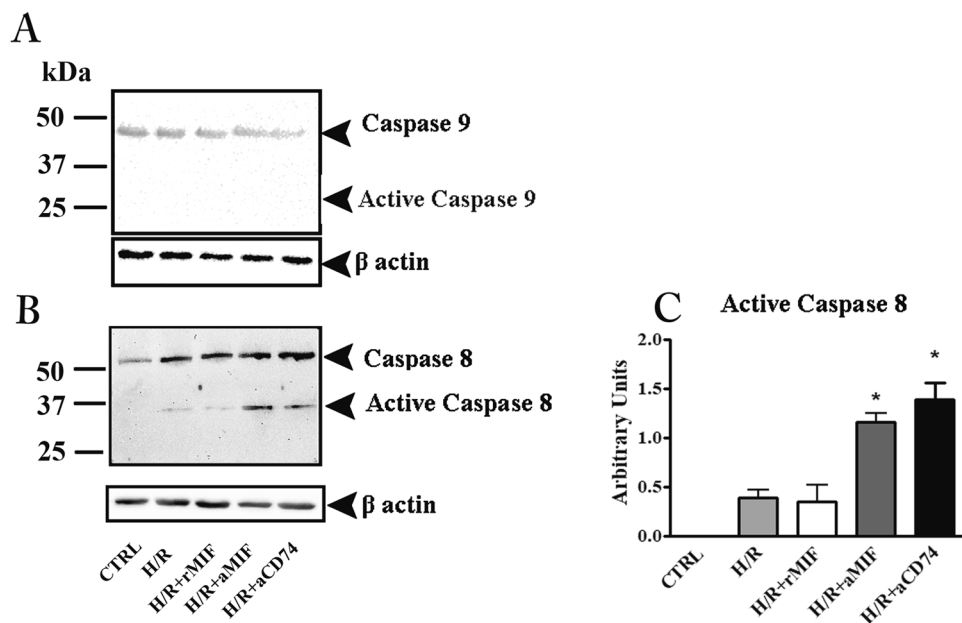 A
kDa
50
37
25
Caspase 9
Active Caspase 9
β actin
B
50
37
25
Caspase 8
Active Caspase 8
β actin
CTRL
H/R
H/R+rMIF
H/R+aMIF
H/R+aCD74
C
Active Caspase 8
Arbitrary Units
2.0
1.5
1.0
0.5
0.0
*
*
CTRL
H/R
H/R+rMIF
H/R+aMIF
H/R+aCD74